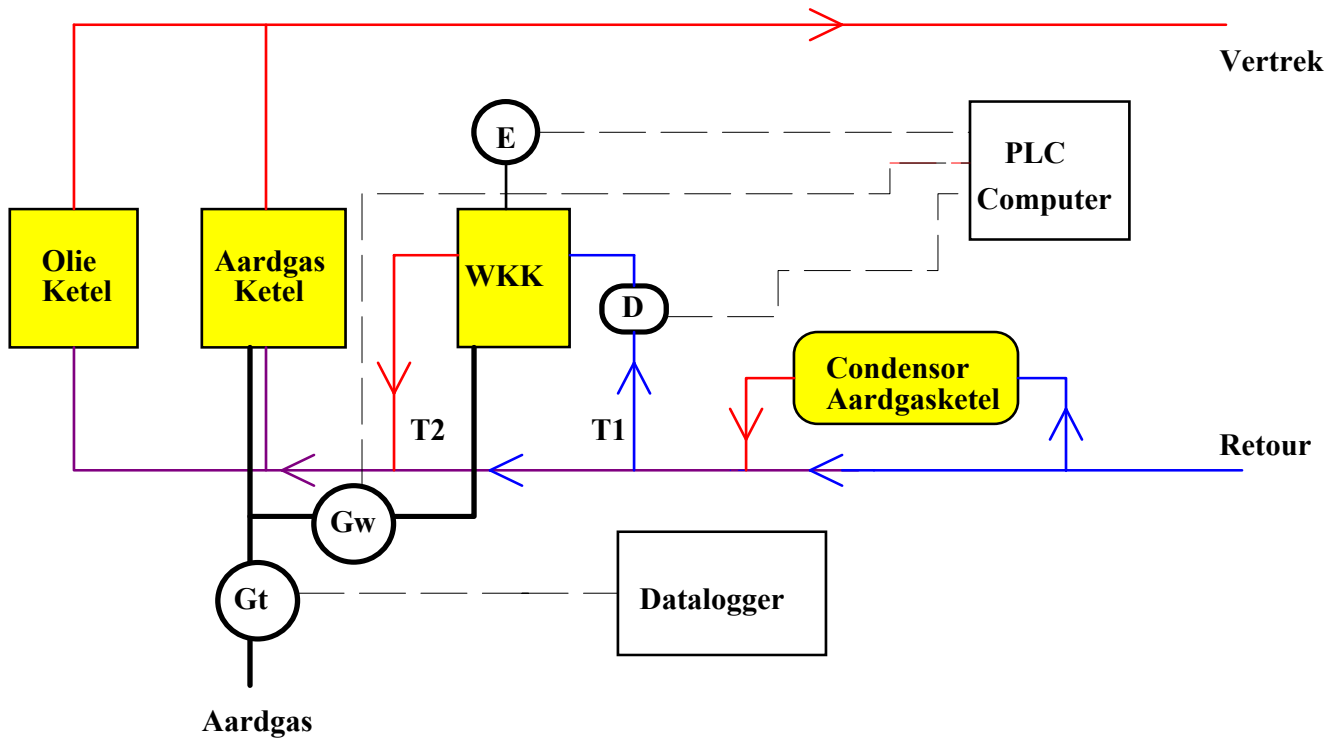 Vertrek
E
PLC
Computer
Olie
Ketel
Aardgas
Ketel
WKK
D
Condensor
Aardgasketel
T2
T1
Retour
Gw
Gt
Datalogger
Aardgas